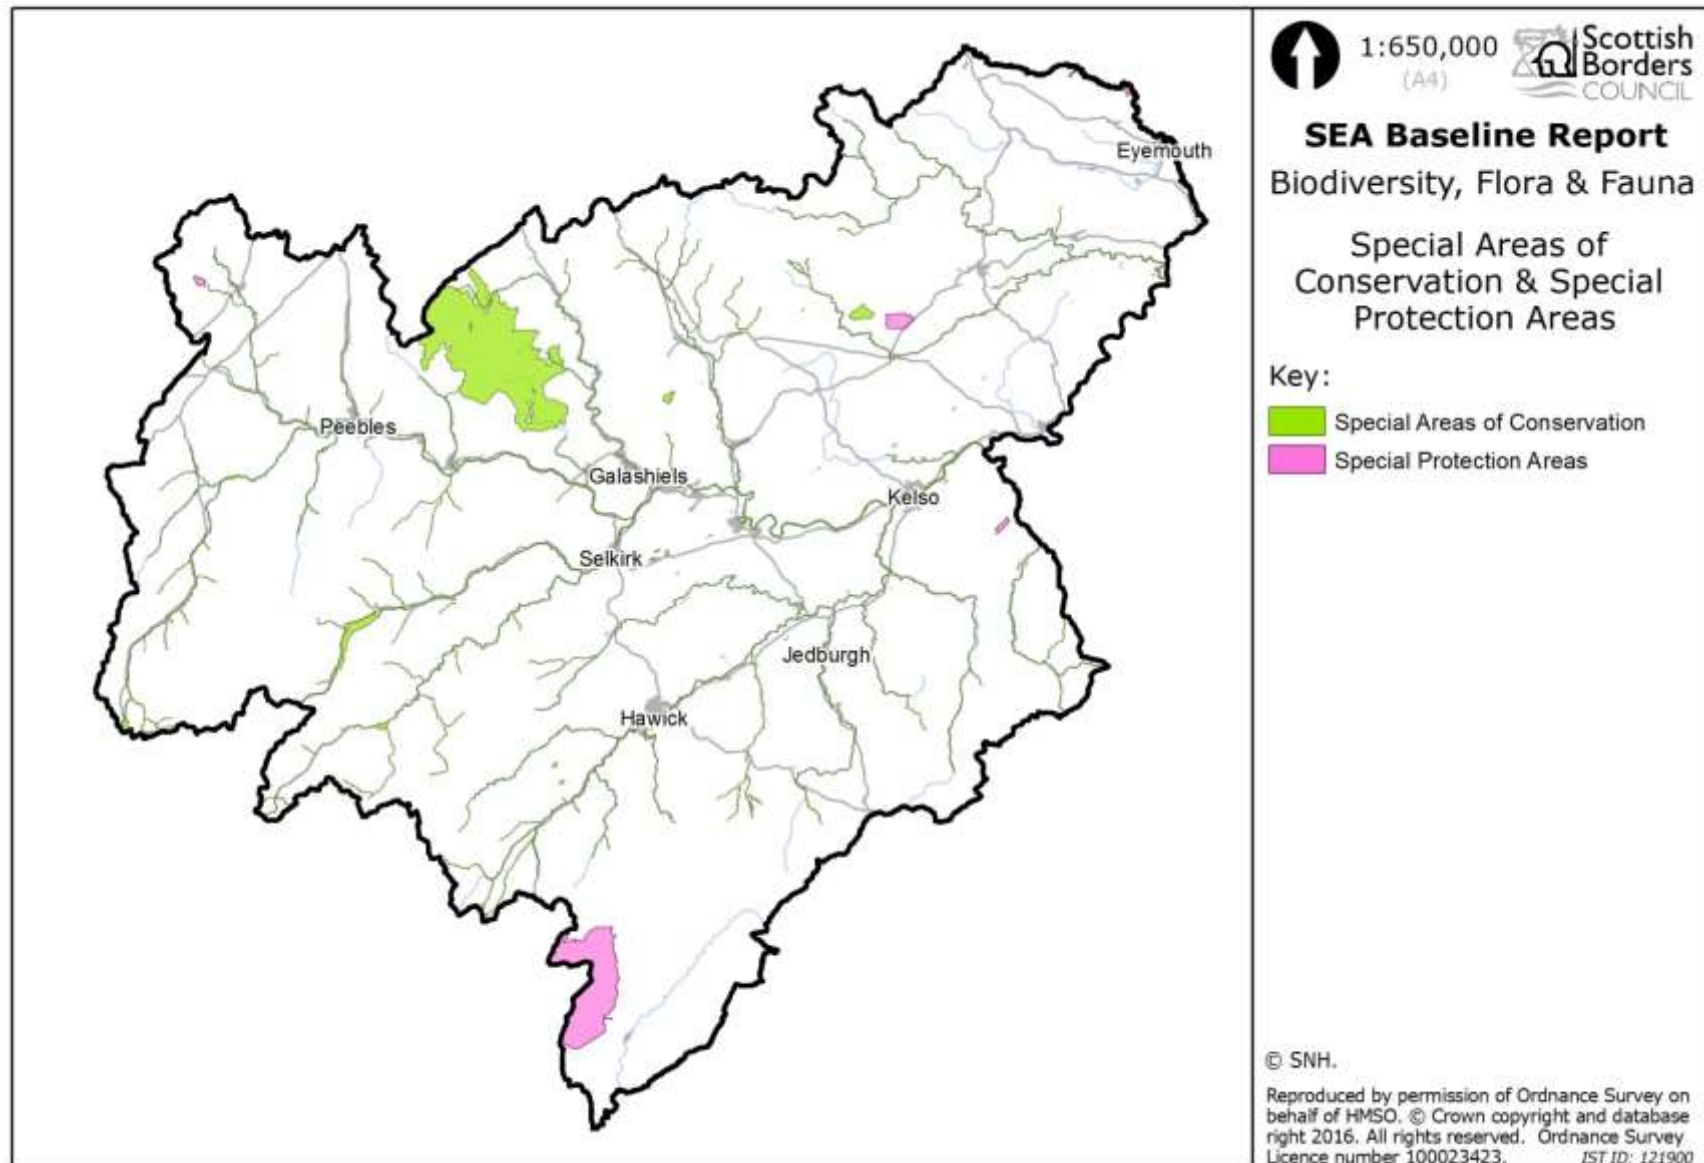 1:650,000
(A4)
Scottish
Borders
COUNCIL
SEA Baseline Report
Biodiversity, Flora & Fauna
Special Areas of
Conservation & Special
Protection Areas
Key:
Special Areas of Conservation
Special Protection Areas
Eyemouth
Peebles
Galashiels
Kelso
Selkirk
Jedburgh
Hawick
© SNH.
Reproduced by permission of Ordnance Survey on
behalf of HMSO. © Crown copyright and database
right 2016. All rights reserved. Ordnance Survey
Licence number 100023423.
IST ID: 121900